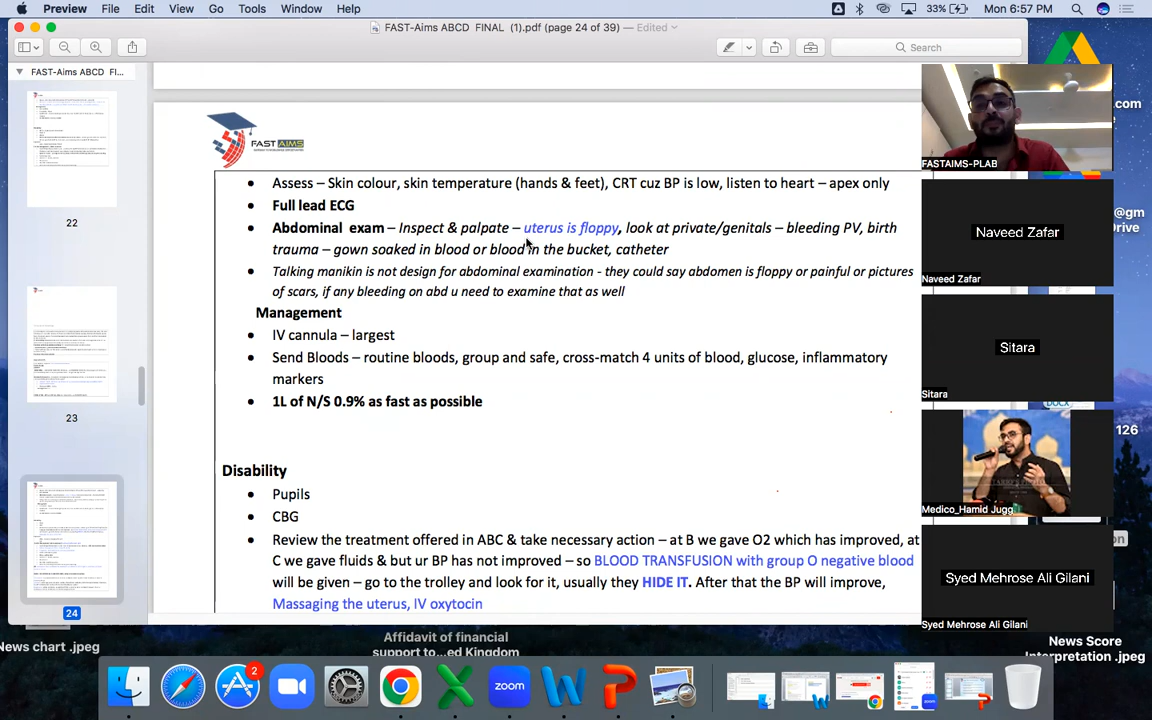 Preview File Edit View Go Tools Window Help
33% Mon 6:57 PM
FAST-Aims ABCD FINAL (1).pdf (page 24 of 39) — Edited
Search
FAST-Aims ABCD FI...
22
23
24
FAST AIMS
• Assess – Skin colour, skin temperature (hands & feet), CRT cuz BP is low, listen to heart – apex only
• Full lead ECG
• Abdominal exam – Inspect & palpate – uterus is floppy, look at private/genitals – bleeding PV, birth
trauma – gown soaked in blood or blood in the bucket, catheter
• Talking manikin is not design for abdominal examination - they could say abdomen is floppy or painful or pictures
of scars, if any bleeding on abd u need to examine that as well
Management
• IV cannula – largest
• Send Bloods – routine bloods, group and safe, cross-match 4 units of blood, glucose, inflammatory
markers
• 1L of N/S 0.9% as fast as possible
Disability
• Pupils
• CBG
• Review the treatment offered in ABC & take necessary action – at B we gave O2 which has improved, at
C we gave fluids & but ur BP has not improved – so BLOOD TRANSFUSION with group O negative blood
will be given – go to the trolley and look for it, usually they HIDE IT. After that the BP will improve,
Massaging the uterus, IV oxytocin
FASTAIMS-PLAB
Naveed Zafar
Naveed Zafar
Sitara
Sitara
Medico_Hamid Jugg
Syed Mehrose Ali Gilani
Syed Mehrose Ali Gilani
.com
@gm
Drive
DOCX
126
on
News chart .jpeg
Affidavit of financial
support to...ed Kingdom
News Score
Interpretation .jpeg
2
zoom